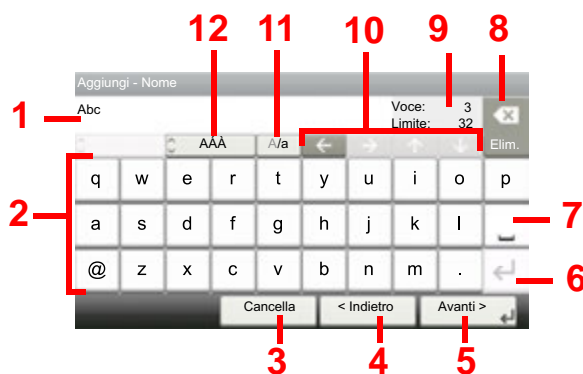 12 11 10 9 8
Aggiungi - Nome
1 Abc Voce: 3
Limite: 32
AÁÀ A/a ← → ↑ ↓ Elim.
q w e r t y u i o p
2 a s d f g h j k l ⎵ 7
@ z x c v b n m . ↵ 6
Cancella < Indietro Avanti > ↵
3 4 5